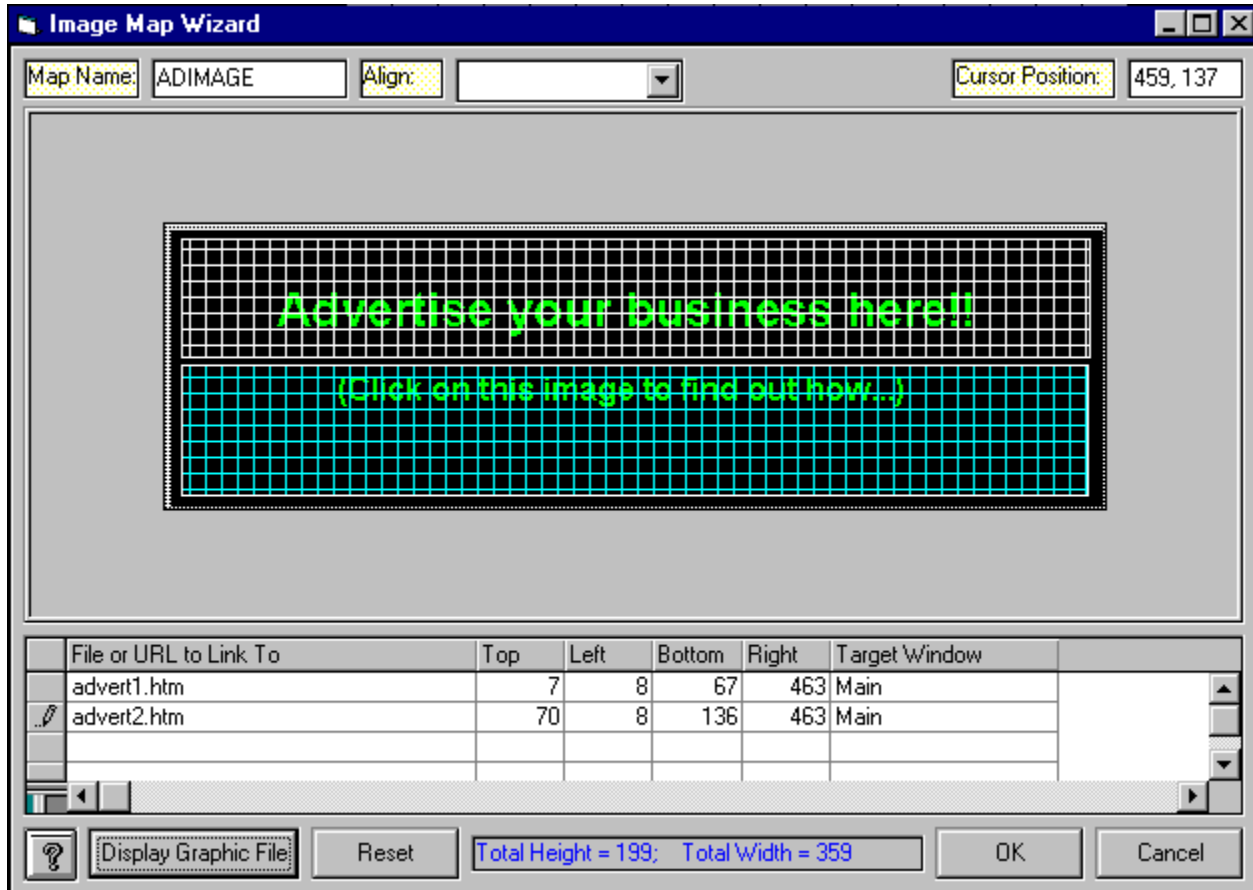 Image Map Wizard
Map Name: ADIMAGE Align: Cursor Position: 459, 137
Advertise your business here!!
(Click on this image to find out how...)
File or URL to Link To Top Left Bottom Right Target Window
advert1.htm 7 8 67 463 Main
advert2.htm 70 8 136 463 Main
? Display Graphic File Reset Total Height = 199; Total Width = 359 OK Cancel